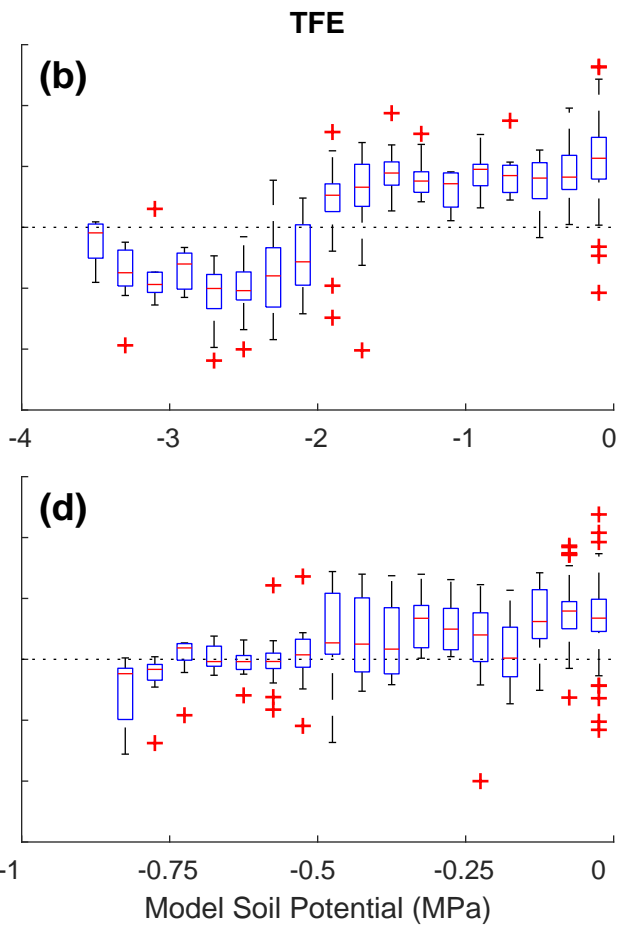 TFE
(b)
-4 -3 -2 -1 0
(d)
-1 -0.75 -0.5 -0.25 0
Model Soil Potential (MPa)